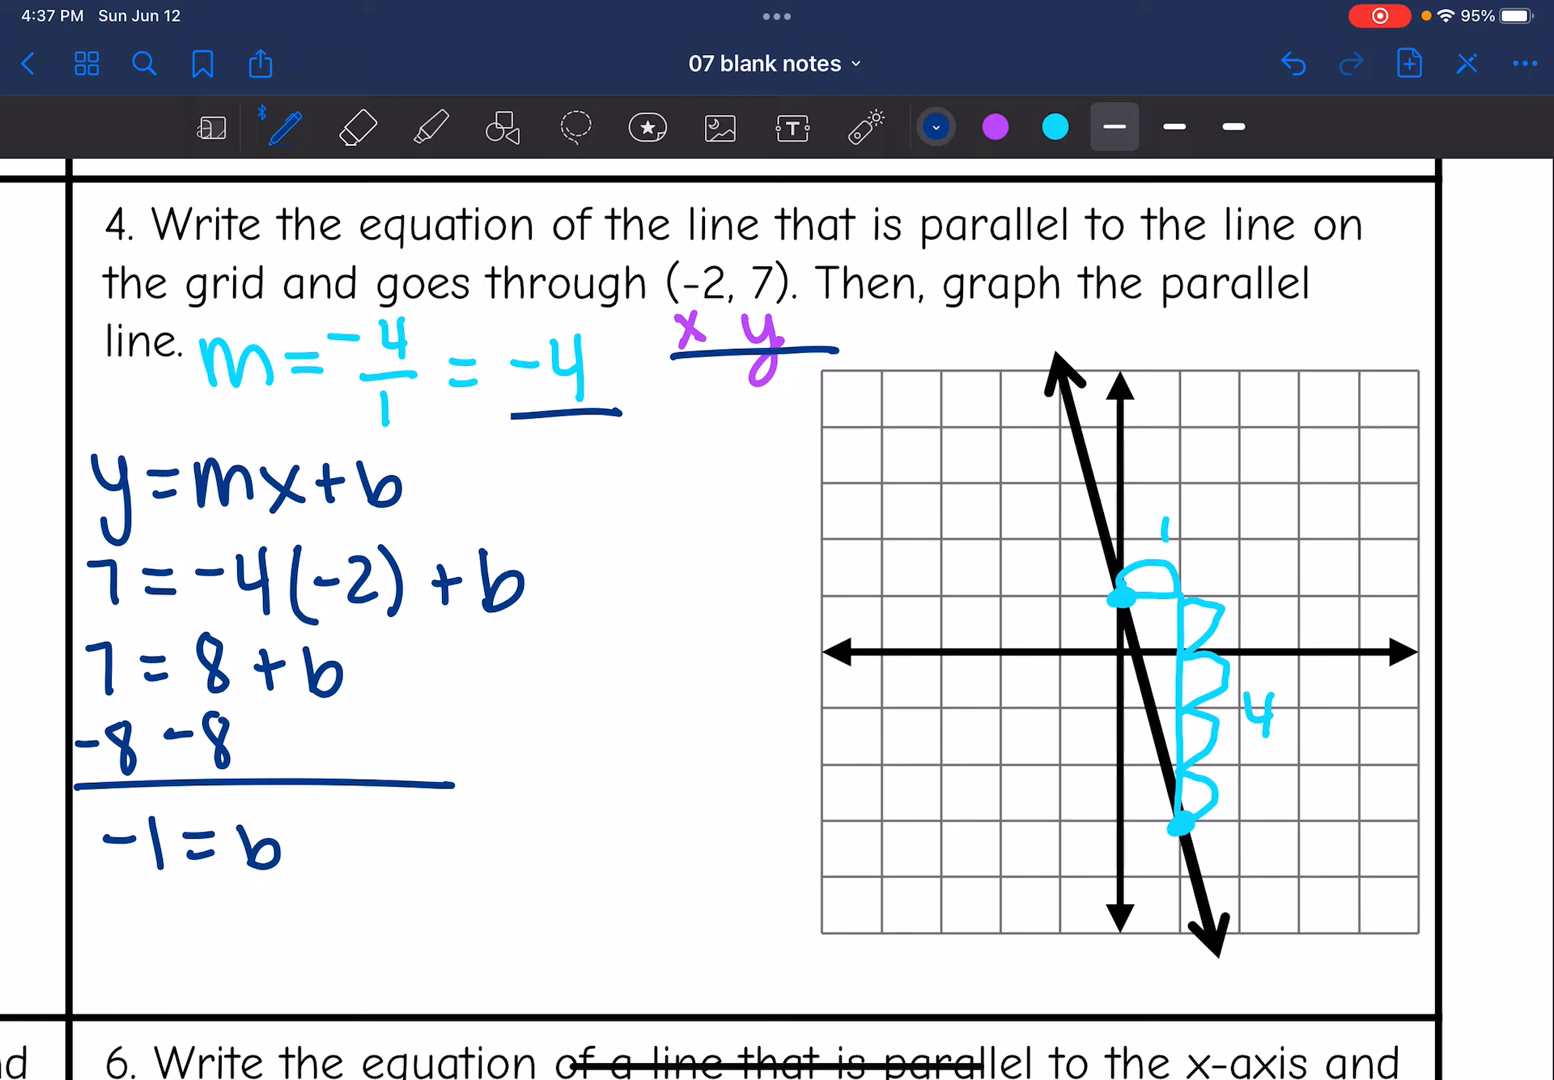 4:37 PM Sun Jun 12
95%
07 blank notes
T
4. Write the equation of the line that is parallel to the line on
the grid and goes through (-2, 7). Then, graph the parallel
line.
m = -4/1 = -4
x y
y = mx + b
7 = -4(-2) + b
7 = 8 + b
-8 -8
-1 = b
1
4
nd
6. Write the equation of a line that is parallel to the x-axis and